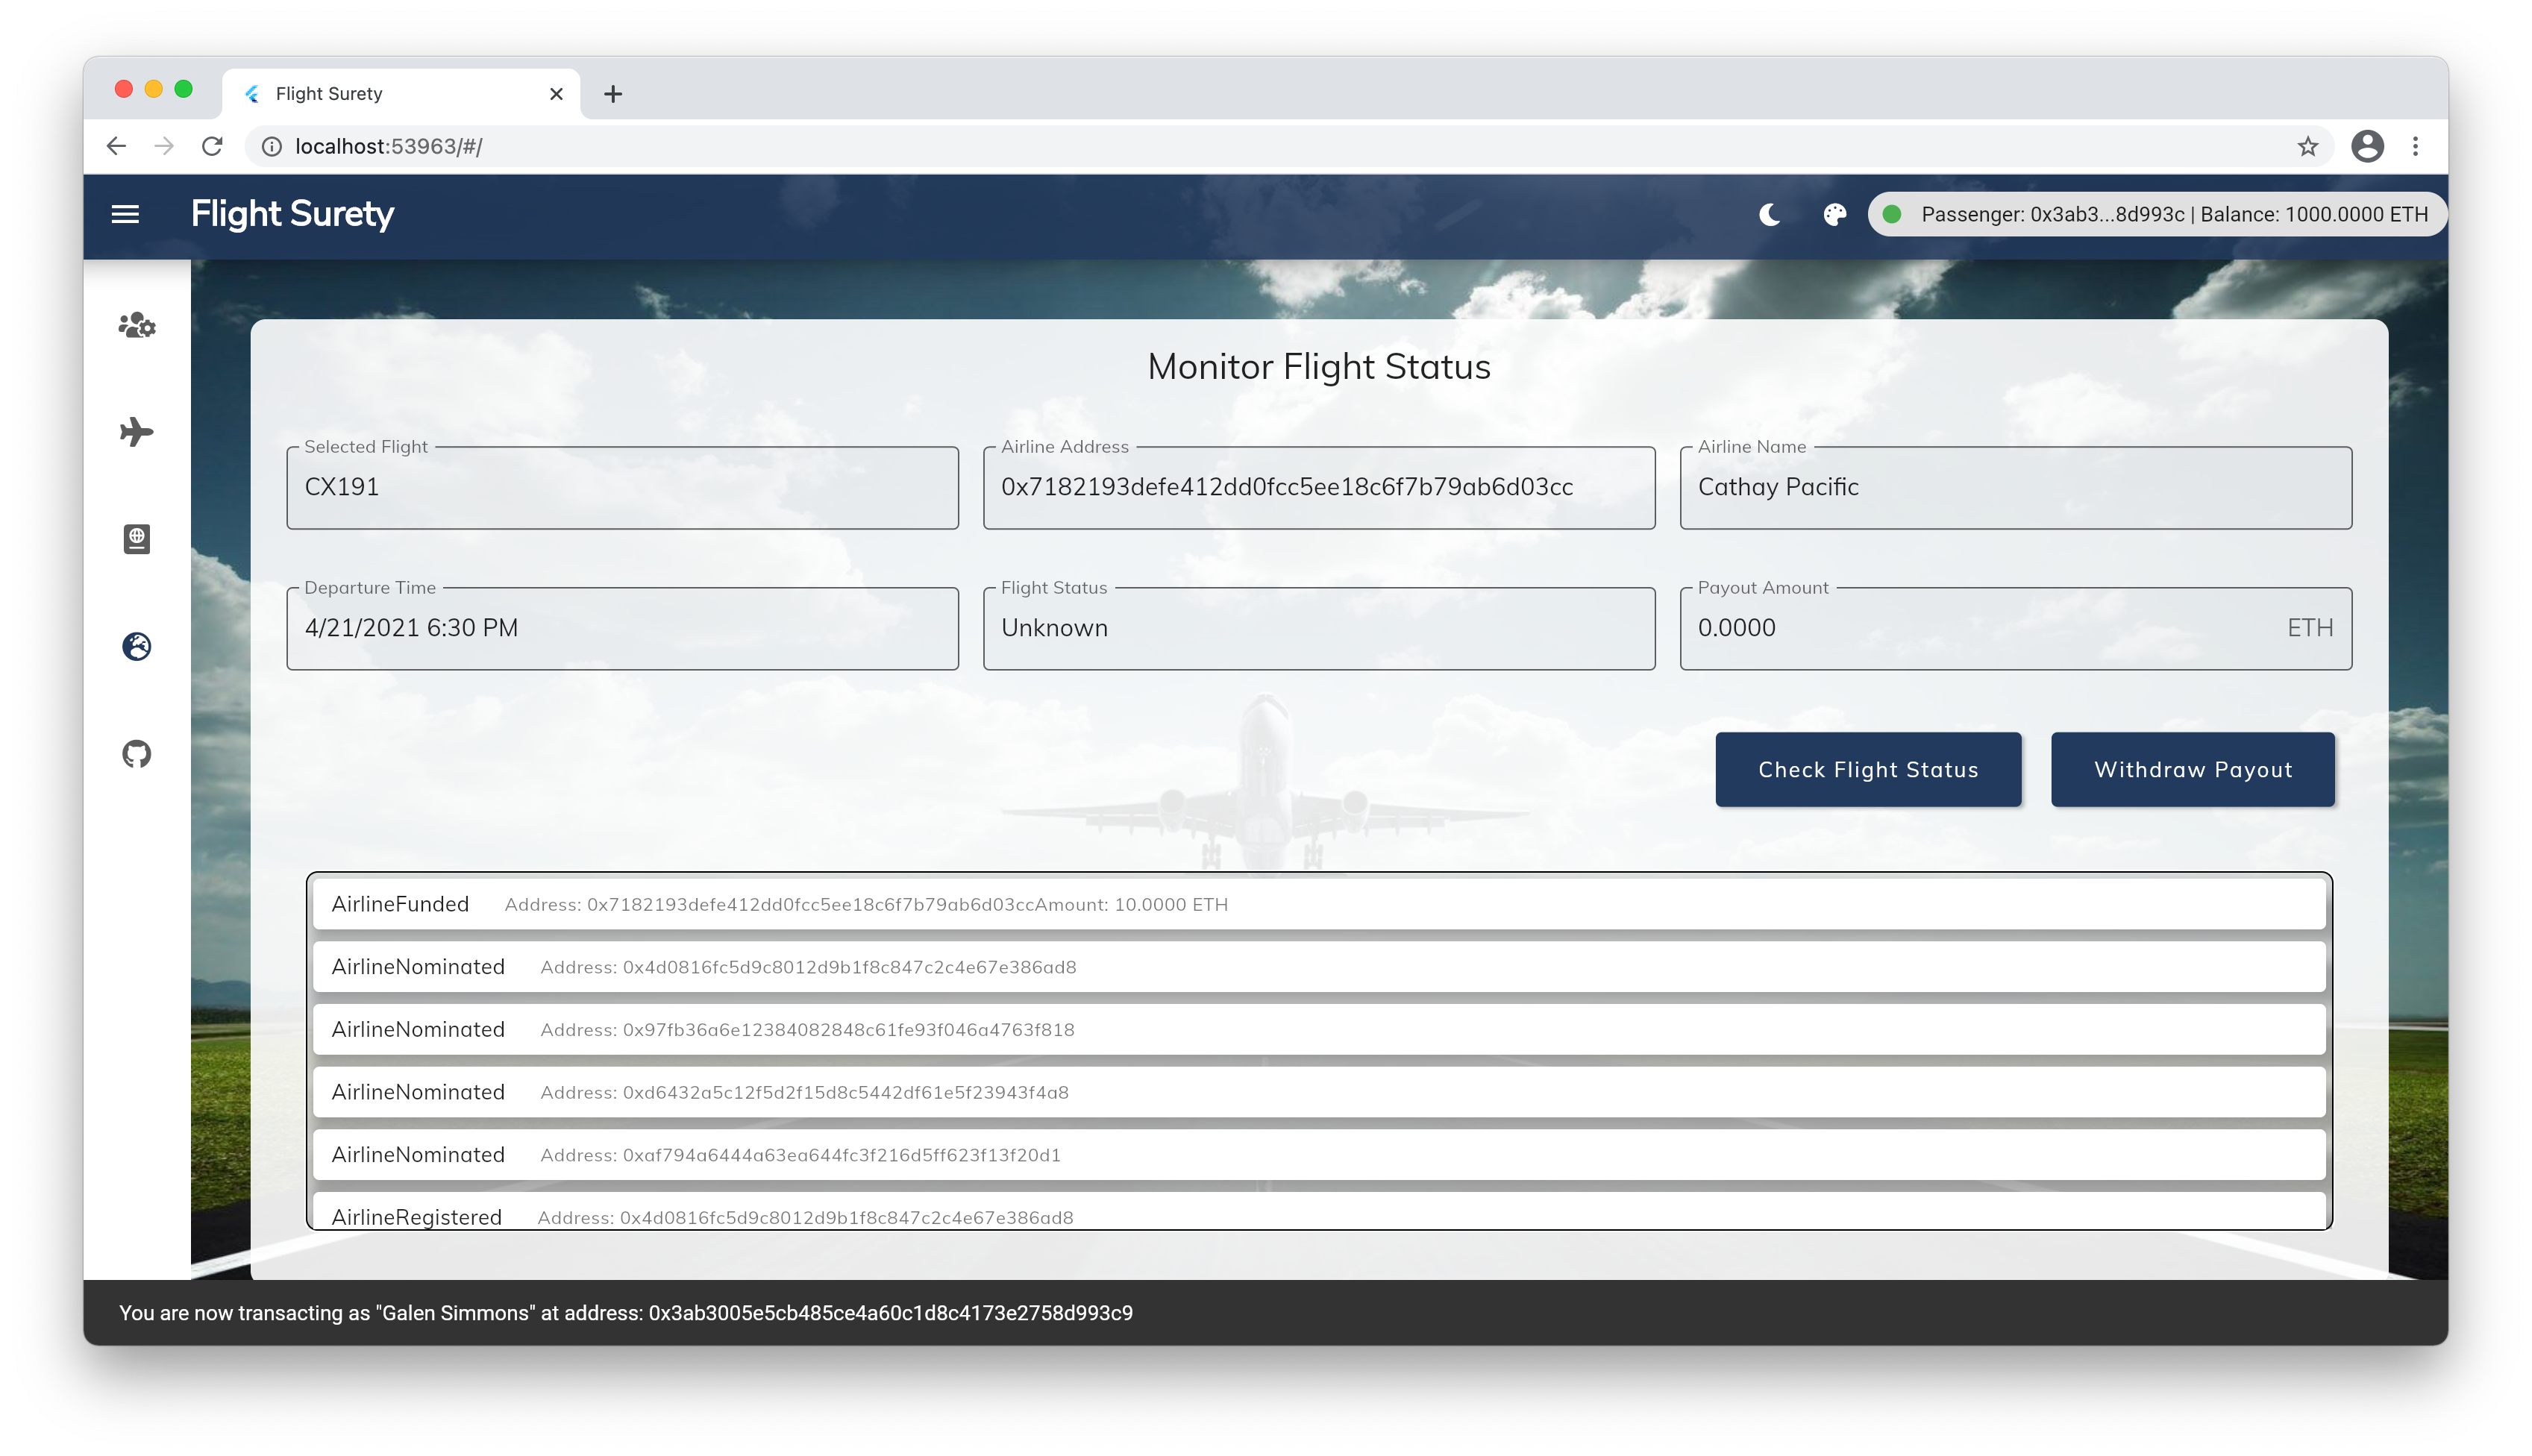 Flight Surety
localhost:53963/#/
Flight Surety
Passenger: 0x3ab3...8d993c | Balance: 1000.0000 ETH
Monitor Flight Status
Selected Flight
CX191
Airline Address
0x7182193defe412dd0fcc5ee18c6f7b79ab6d03cc
Airline Name
Cathay Pacific
Departure Time
4/21/2021 6:30 PM
Flight Status
Unknown
Payout Amount
0.0000 ETH
Check Flight Status
Withdraw Payout
AirlineFunded Address: 0x7182193defe412dd0fcc5ee18c6f7b79ab6d03ccAmount: 10.0000 ETH
AirlineNominated Address: 0x4d0816fc5d9c8012d9b1f8c847c2c4e67e386ad8
AirlineNominated Address: 0x97fb36a6e12384082848c61fe93f046a4763f818
AirlineNominated Address: 0xd6432a5c12f5d2f15d8c5442df61e5f23943f4a8
AirlineNominated Address: 0xaf794a6444a63ea644fc3f216d5ff623f13f20d1
AirlineRegistered Address: 0x4d0816fc5d9c8012d9b1f8c847c2c4e67e386ad8
You are now transacting as "Galen Simmons" at address: 0x3ab3005e5cb485ce4a60c1d8c4173e2758d993c9